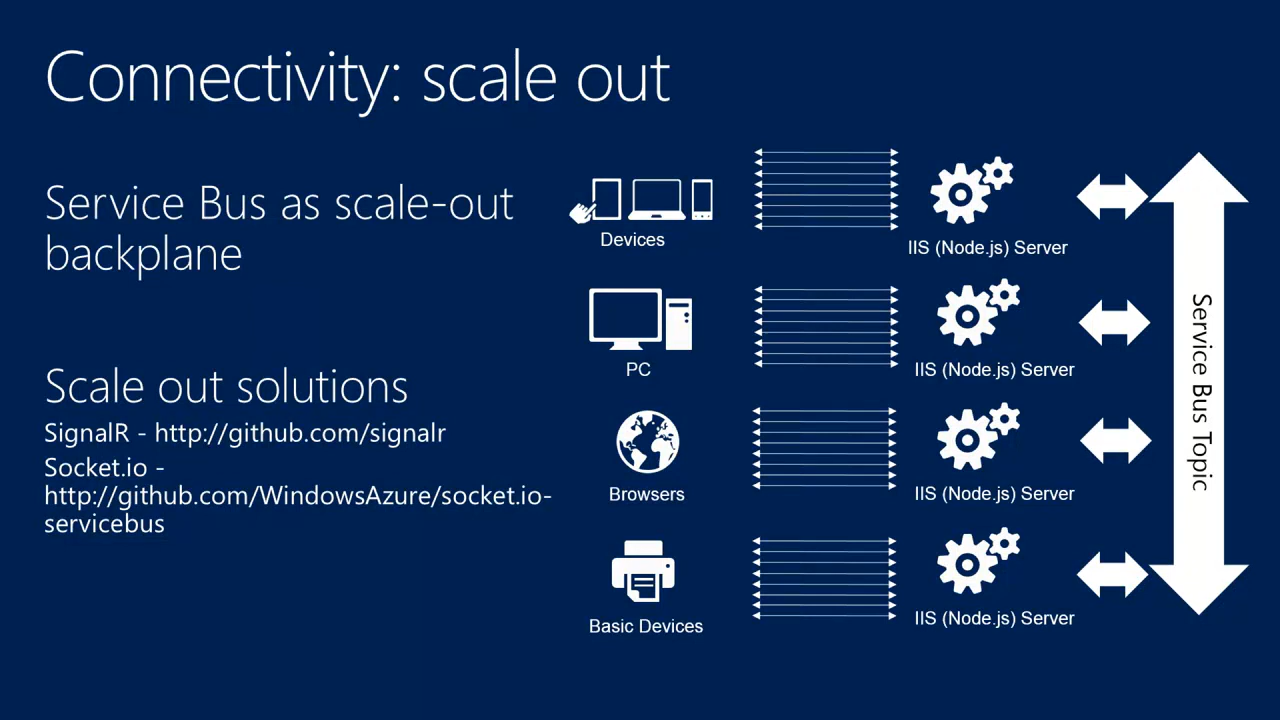 Connectivity: scale out
Service Bus as scale-out
backplane
Scale out solutions
SignalR - http://github.com/signalr
Socket.io -
http://github.com/WindowsAzure/socket.io-
servicebus
Devices
IIS (Node.js) Server
PC
IIS (Node.js) Server
Browsers
IIS (Node.js) Server
Basic Devices
IIS (Node.js) Server
Service Bus Topic